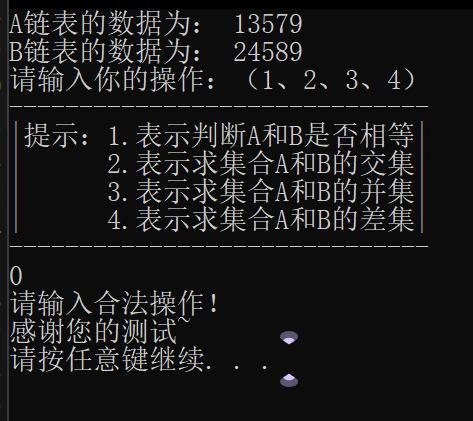 A链表的数据为: 13579
B链表的数据为: 24589
请输入你的操作:（1、2、3、4）
------------------------------
|提示：1.表示判断A和B是否相等|
|      2.表示求集合A和B的交集|
|      3.表示求集合A和B的并集|
|      4.表示求集合A和B的差集|
------------------------------
0
请输入合法操作！
感谢您的测试~
请按任意键继续. . .